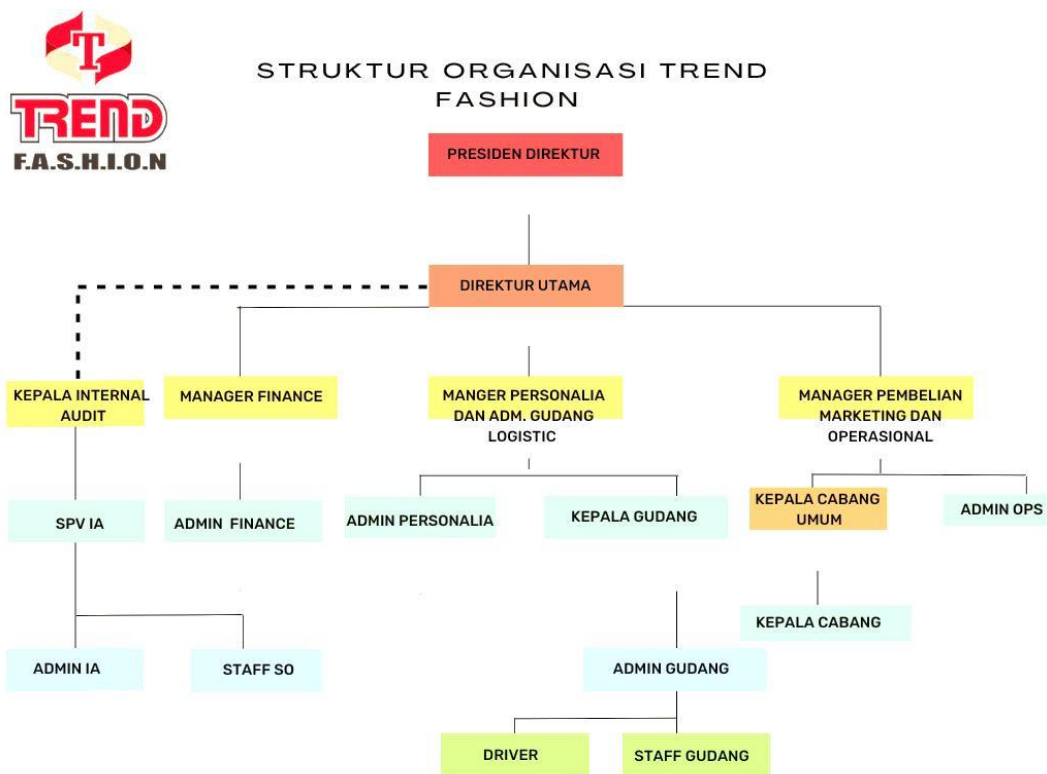 T
TREND
F.A.S.H.I.O.N
STRUKTUR ORGANISASI TREND
FASHION
PRESIDEN DIREKTUR
DIREKTUR UTAMA
KEPALA INTERNAL
AUDIT
MANAGER FINANCE
MANGER PERSONALIA
DAN ADM. GUDANG
LOGISTIC
MANAGER PEMBELIAN
MARKETING DAN
OPERASIONAL
SPV IA
ADMIN FINANCE
ADMIN PERSONALIA
KEPALA GUDANG
KEPALA CABANG
UMUM
ADMIN OPS
KEPALA CABANG
ADMIN IA
STAFF SO
ADMIN GUDANG
DRIVER
STAFF GUDANG